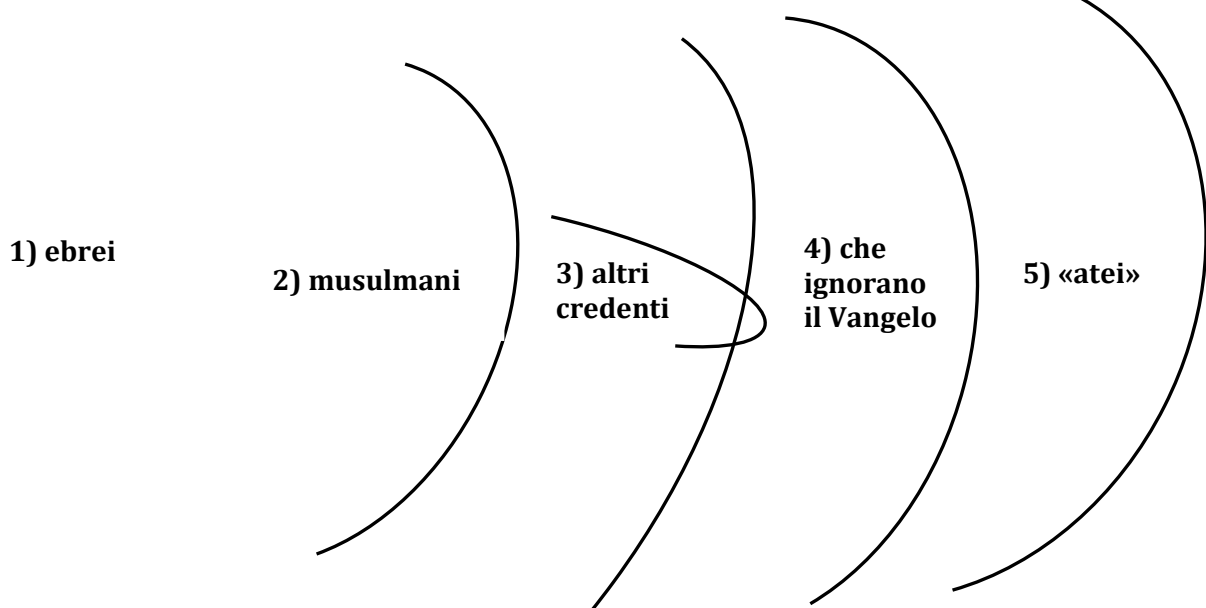 1) ebrei
2) musulmani
3) altri
credenti
4) che
ignorano
il Vangelo
5) «atei»